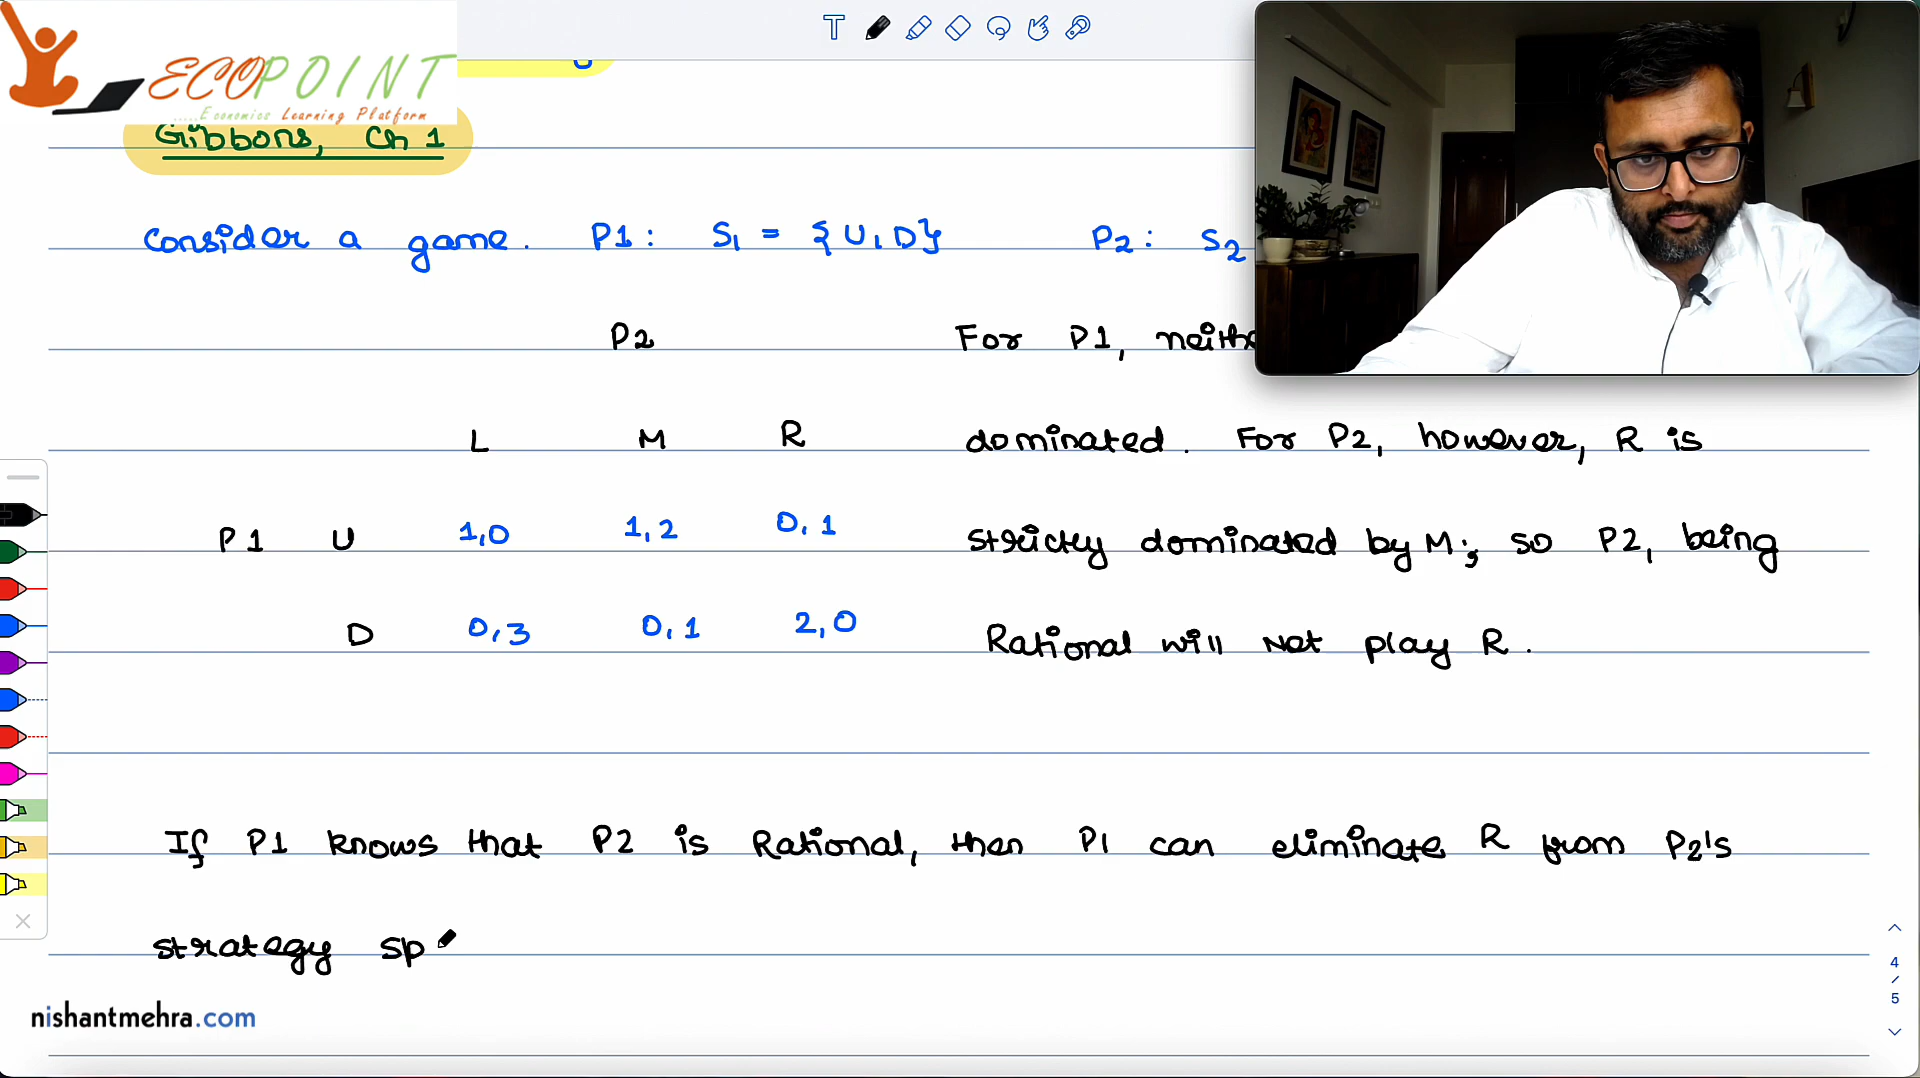 ECOPOINT
.....Economics Learning Platform
Gibbons, Ch 1
Consider a game. P1: S1 = {U, D} P2: S2
P2 For P1,
L M R dominated. For P2, however, R is
P1 U 1,0 1,2 0,1 strictly dominated by M; so P2, being
D 0,3 0,1 2,0 Rational will Not play R.
If P1 knows that P2 is Rational, then P1 can eliminate R from P2's
strategy sp
nishantmehra.com
4
/
5